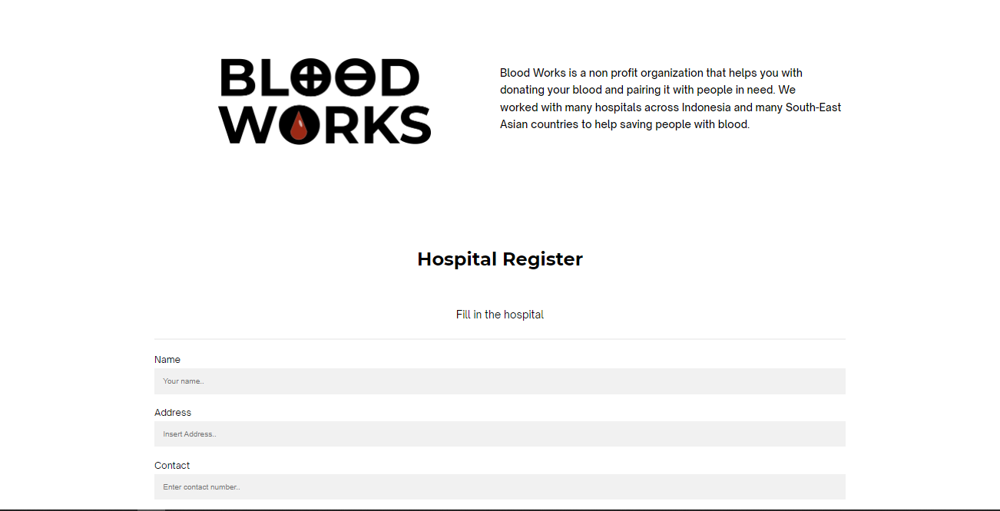 BLOOD
WORKS
Blood Works is a non profit organization that helps you with
donating your blood and pairing it with people in need. We
worked with many hospitals across Indonesia and many South-East
Asian countries to help saving people with blood.
Hospital Register
Fill in the hospital
Name
Your name..
Address
Insert Address..
Contact
Enter contact number..